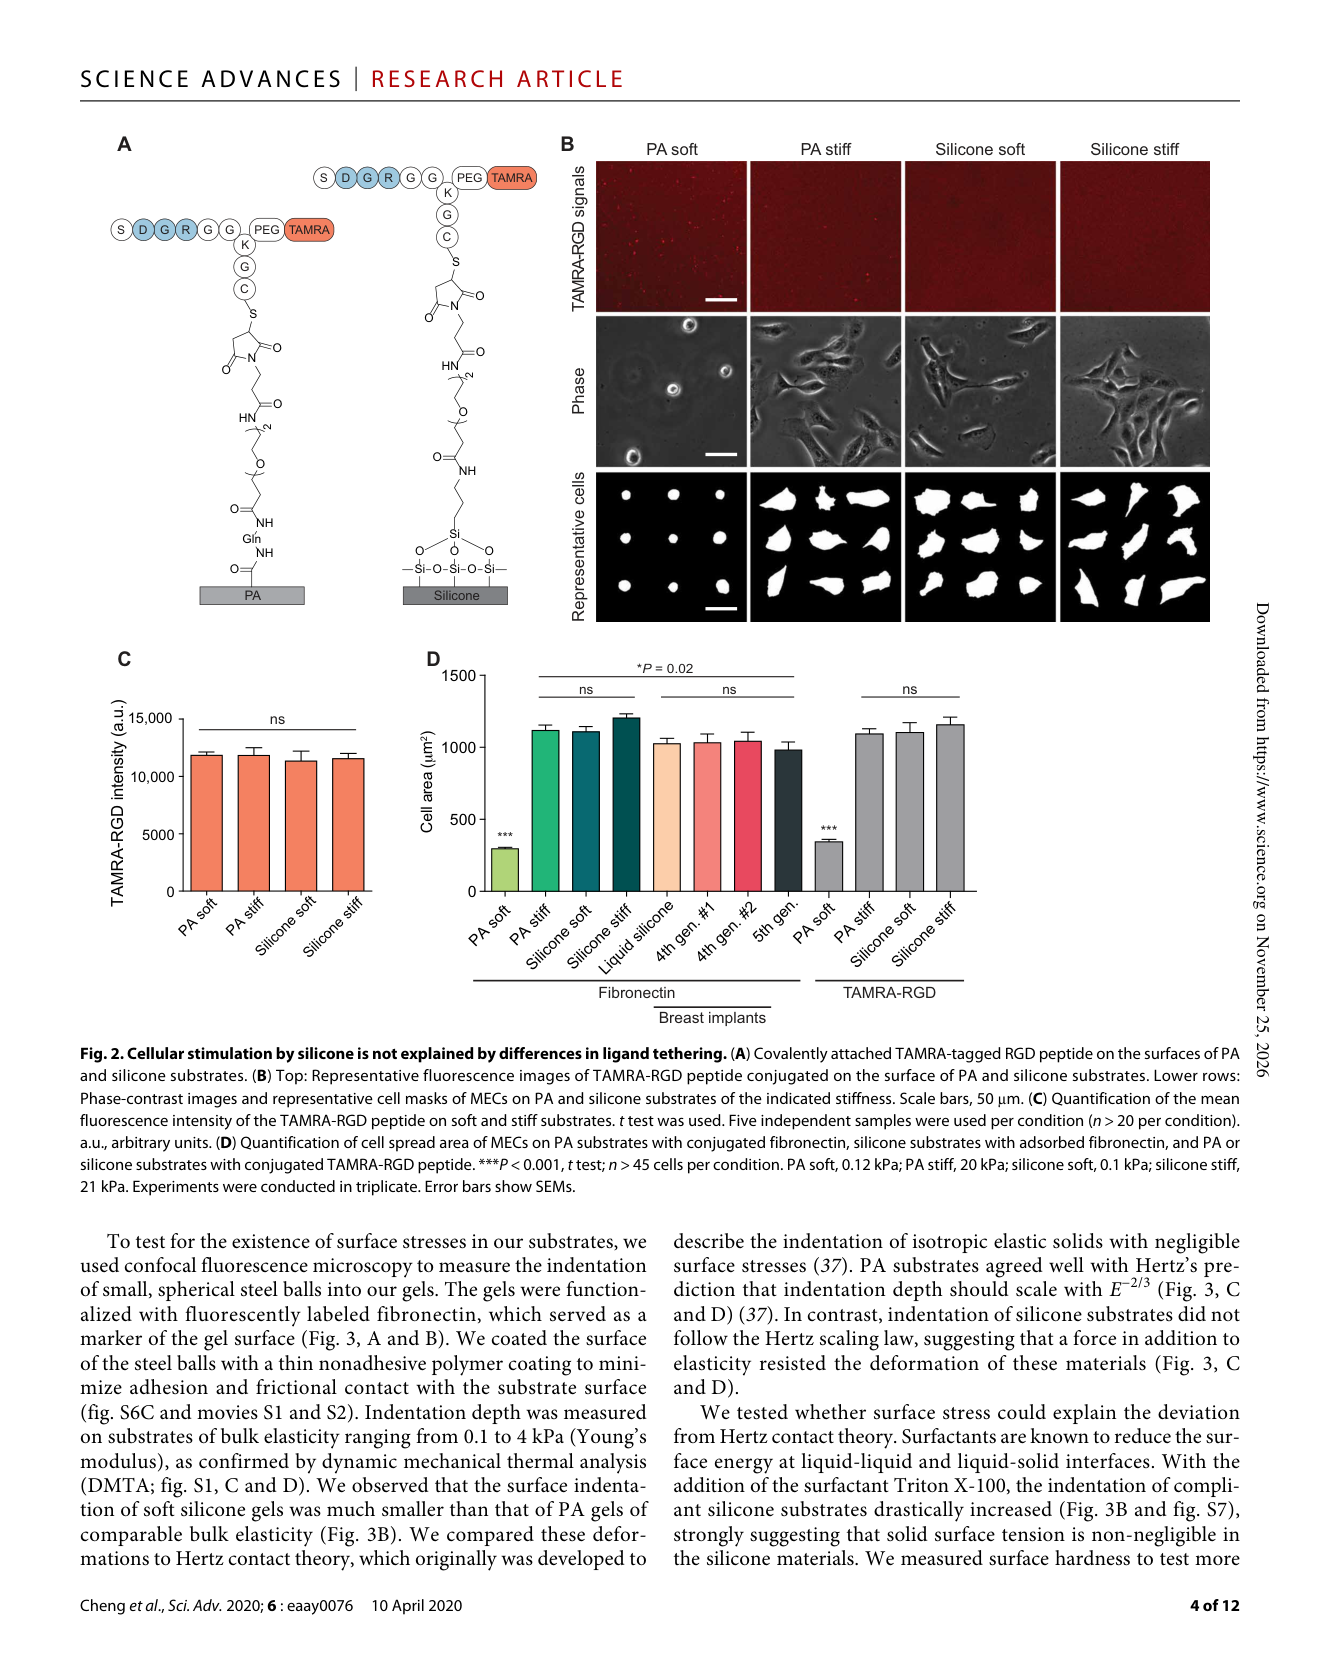 SCIENCE ADVANCES | RESEARCH ARTICLE
A
S D G R G G PEG TAMRA
K
G
C
S
O
N
O
O
HN
2
O
O
NH
Gln
NH
O
PA
S D G R G G PEG TAMRA
K
G
C
S
O
N
O
O
HN
2
O
O
NH
Si
O O O
Si-O-Si-O-Si
Silicone
B
PA soft PA stiff Silicone soft Silicone stiff
TAMRA-RGD signals
Phase
Representative cells
C
TAMRA-RGD intensity (a.u.)
15,000
10,000
5000
0
ns
PA soft PA stiff Silicone soft Silicone stiff
D
Cell area (μm²)
1500
1000
500
0
*P = 0.02
ns ns ns
*** ***
PA soft PA stiff Silicone soft Silicone stiff Liquid silicone 4th gen. #1 4th gen. #2 5th gen. PA soft PA stiff Silicone soft Silicone stiff
Fibronectin TAMRA-RGD
Breast implants
Fig. 2. Cellular stimulation by silicone is not explained by differences in ligand tethering. (A) Covalently attached TAMRA-tagged RGD peptide on the surfaces of PA
and silicone substrates. (B) Top: Representative fluorescence images of TAMRA-RGD peptide conjugated on the surface of PA and silicone substrates. Lower rows:
Phase-contrast images and representative cell masks of MECs on PA and silicone substrates of the indicated stiffness. Scale bars, 50 μm. (C) Quantification of the mean
fluorescence intensity of the TAMRA-RGD peptide on soft and stiff substrates. t test was used. Five independent samples were used per condition (n > 20 per condition).
a.u., arbitrary units. (D) Quantification of cell spread area of MECs on PA substrates with conjugated fibronectin, silicone substrates with adsorbed fibronectin, and PA or
silicone substrates with conjugated TAMRA-RGD peptide. ***P < 0.001, t test; n > 45 cells per condition. PA soft, 0.12 kPa; PA stiff, 20 kPa; silicone soft, 0.1 kPa; silicone stiff,
21 kPa. Experiments were conducted in triplicate. Error bars show SEMs.
To test for the existence of surface stresses in our substrates, we
used confocal fluorescence microscopy to measure the indentation
of small, spherical steel balls into our gels. The gels were function-
alized with fluorescently labeled fibronectin, which served as a
marker of the gel surface (Fig. 3, A and B). We coated the surface
of the steel balls with a thin nonadhesive polymer coating to mini-
mize adhesion and frictional contact with the substrate surface
(fig. S6C and movies S1 and S2). Indentation depth was measured
on substrates of bulk elasticity ranging from 0.1 to 4 kPa (Young's
modulus), as confirmed by dynamic mechanical thermal analysis
(DMTA; fig. S1, C and D). We observed that the surface indenta-
tion of soft silicone gels was much smaller than that of PA gels of
comparable bulk elasticity (Fig. 3B). We compared these defor-
mations to Hertz contact theory, which originally was developed to
describe the indentation of isotropic elastic solids with negligible
surface stresses (37). PA substrates agreed well with Hertz's pre-
diction that indentation depth should scale with E⁻²/³ (Fig. 3, C
and D) (37). In contrast, indentation of silicone substrates did not
follow the Hertz scaling law, suggesting that a force in addition to
elasticity resisted the deformation of these materials (Fig. 3, C
and D).
We tested whether surface stress could explain the deviation
from Hertz contact theory. Surfactants are known to reduce the sur-
face energy at liquid-liquid and liquid-solid interfaces. With the
addition of the surfactant Triton X-100, the indentation of compli-
ant silicone substrates drastically increased (Fig. 3B and fig. S7),
strongly suggesting that solid surface tension is non-negligible in
the silicone materials. We measured surface hardness to test more
Cheng et al., Sci. Adv. 2020; 6 : eaay0076 10 April 2020
4 of 12
Downloaded from https://www.science.org on November 25, 2026